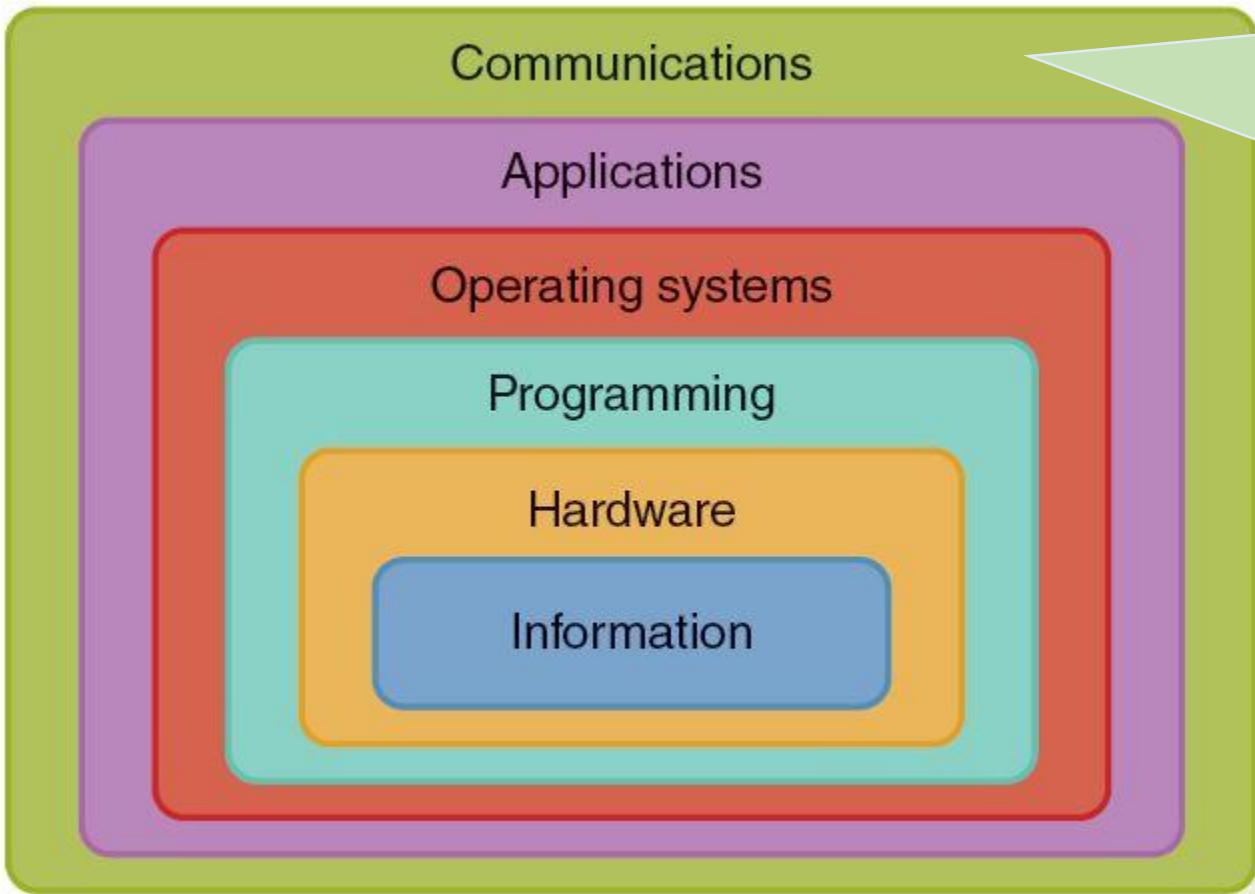 Communications
Applications
Operating systems
Programming
Hardware
Information